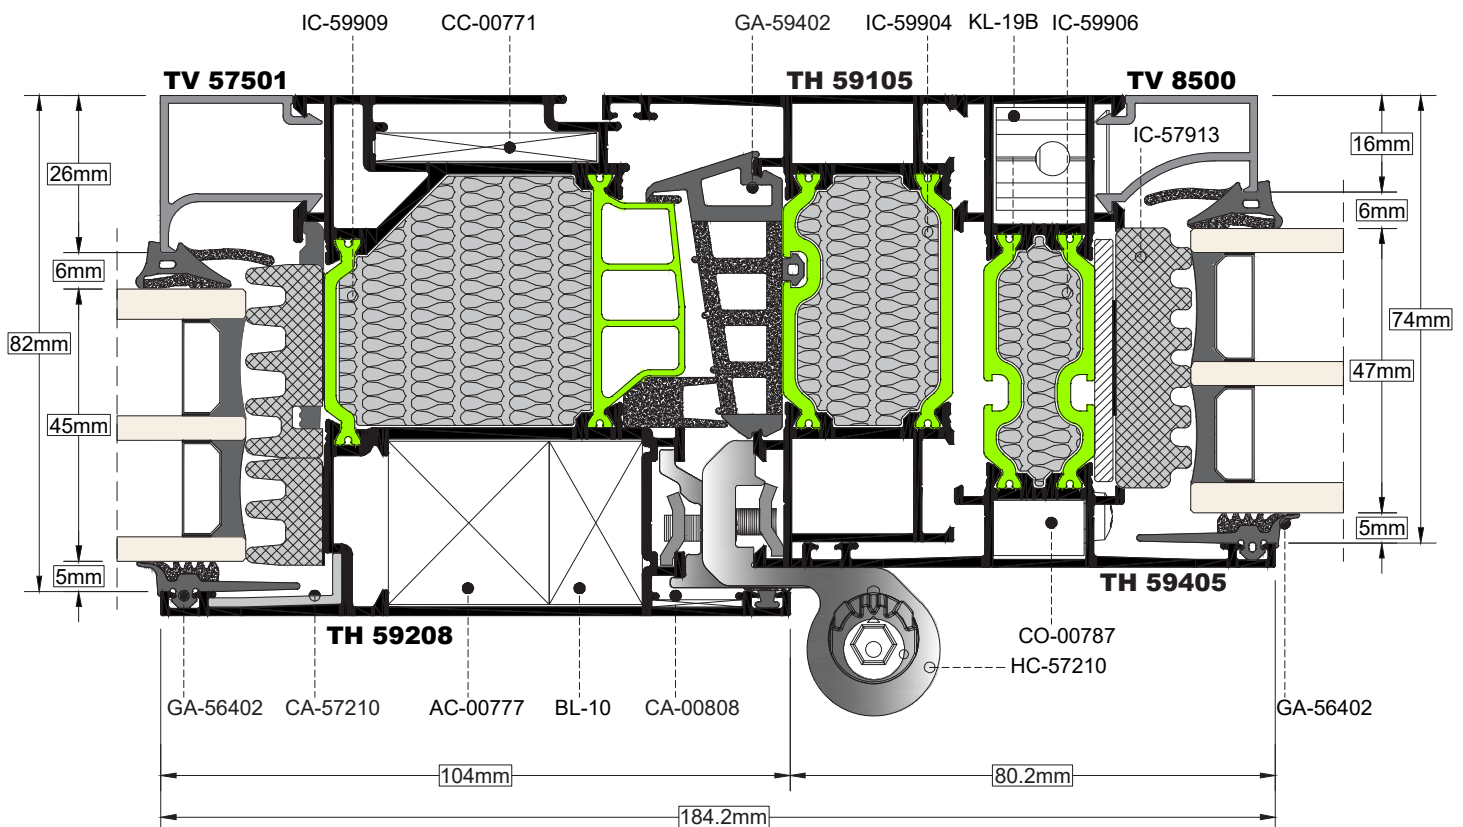 IC-59909
CC-00771
GA-59402
IC-59904
KL-19B
IC-59906
TV 57501
TH 59105
TV 8500
IC-57913
26mm
16mm
6mm
6mm
82mm
74mm
47mm
45mm
5mm
5mm
TH 59405
TH 59208
CO-00787
HC-57210
GA-56402
CA-57210
AC-00777
BL-10
CA-00808
GA-56402
104mm
80.2mm
184.2mm